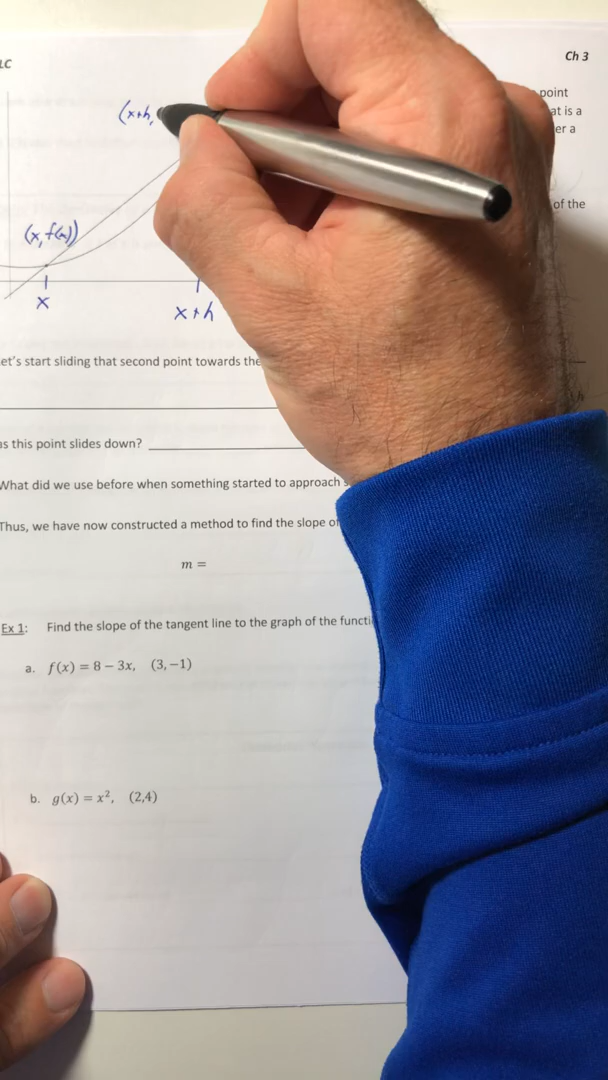 LC
Ch 3
point
at is a
er a
(x+h,
of the
(x, f(x))
x
x+h
et's start sliding that second point towards the
as this point slides down?
What did we use before when something started to approach
Thus, we have now constructed a method to find the slope of
m =
Ex 1: Find the slope of the tangent line to the graph of the functi
a. f(x) = 8 − 3x, (3, −1)
b. g(x) = x², (2,4)